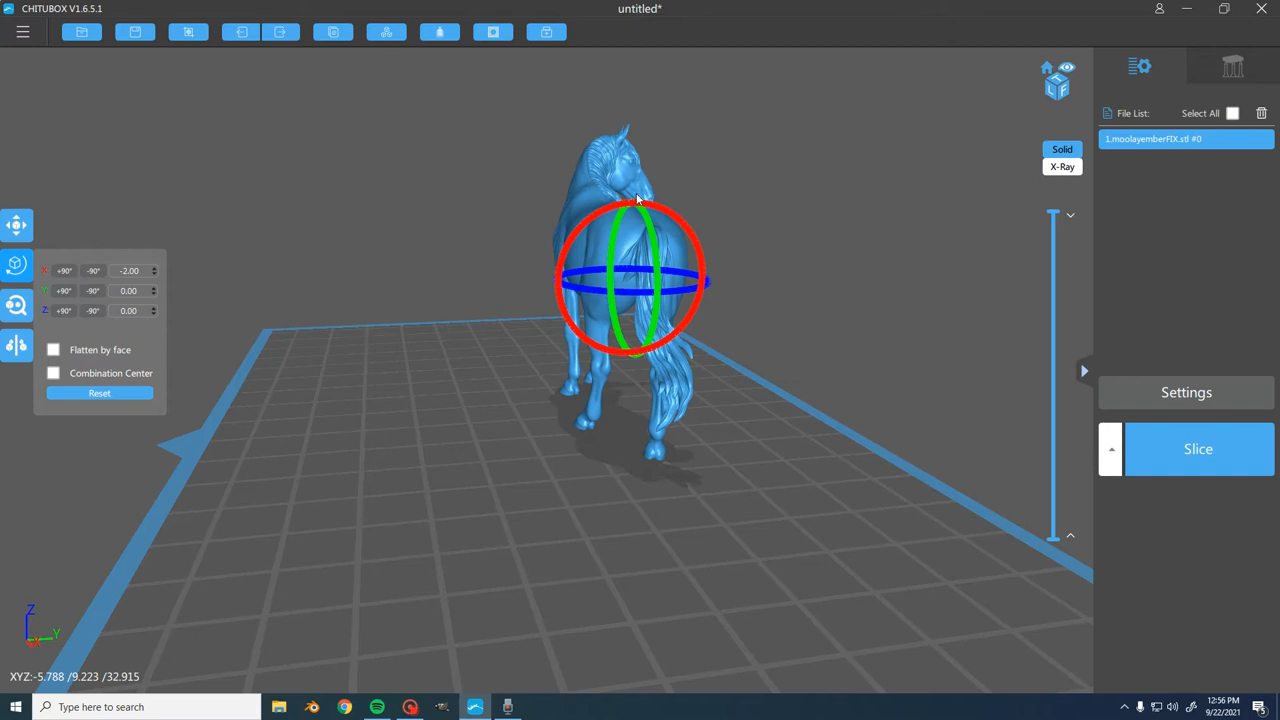 CHITUBOX V1.6.5.1
untitled*
File List:
Select All
1.moolayemberFIX.stl #0
Solid
X-Ray
X: +90° -90° -2.00
Y: +90° -90° 0.00
Z: +90° -90° 0.00
Flatten by face
Combination Center
Reset
Settings
Slice
T
L F
Z
Y
X
XYZ:-5.788 /9.223 /32.915
Type here to search
12:56 PM
9/22/2021
5